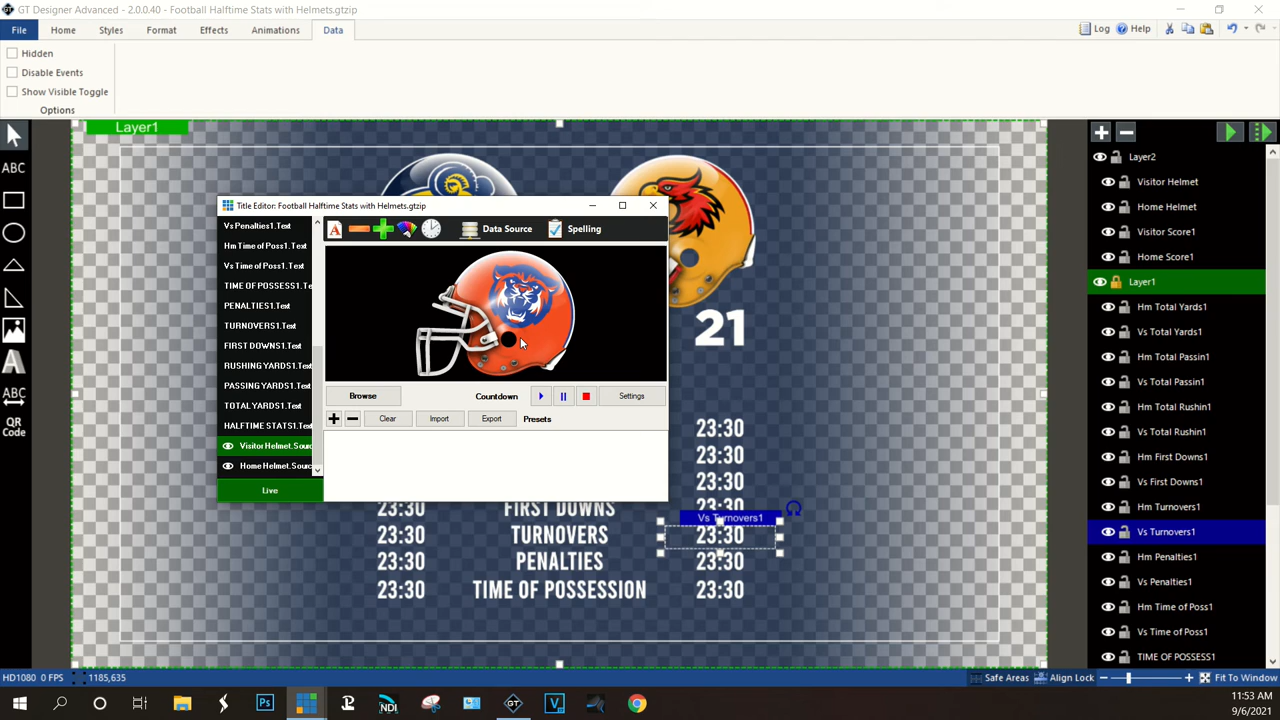 GT Designer Advanced - 2.0.0.40 - Football Halftime Stats with Helmets.gtzip
File Home Styles Format Effects Animations Data
Log Help
Hidden
Disable Events
Show Visible Toggle
Options
Layer1
ABC
ABC
QR
Code
Title Editor: Football Halftime Stats with Helmets.gtzip
Data Source Spelling
Vs Penalties1.Text
Hm Time of Poss1.Text
Vs Time of Poss1.Text
TIME OF POSSESS1.Te
PENALTIES1.Text
TURNOVERS1.Text
FIRST DOWNS1.Text
RUSHING YARDS1.Text
PASSING YARDS1.Text
TOTAL YARDS1.Text
HALFTIME STATS1.Text
Visitor Helmet.Sourc
Home Helmet.Sourc
Live
Browse Countdown Settings
Clear Import Export Presets
21
23:30
23:30
23:30
23:30 FIRST DOWNS 23:30
Vs Turnovers1
23:30 TURNOVERS 23:30
23:30 PENALTIES 23:30
23:30 TIME OF POSSESSION 23:30
Layer2
Visitor Helmet
Home Helmet
Visitor Score1
Home Score1
Layer1
Hm Total Yards1
Vs Total Yards1
Hm Total Passin1
Vs Total Passin1
Hm Total Rushin1
Vs Total Rushin1
Hm First Downs1
Vs First Downs1
Hm Turnovers1
Vs Turnovers1
Hm Penalties1
Vs Penalties1
Hm Time of Poss1
Vs Time of Poss1
TIME OF POSSESS1
HD1080 0 FPS 1185,635
Safe Areas Align Lock Fit To Window
Ps
NDI
GT
V
11:53 AM
9/6/2021